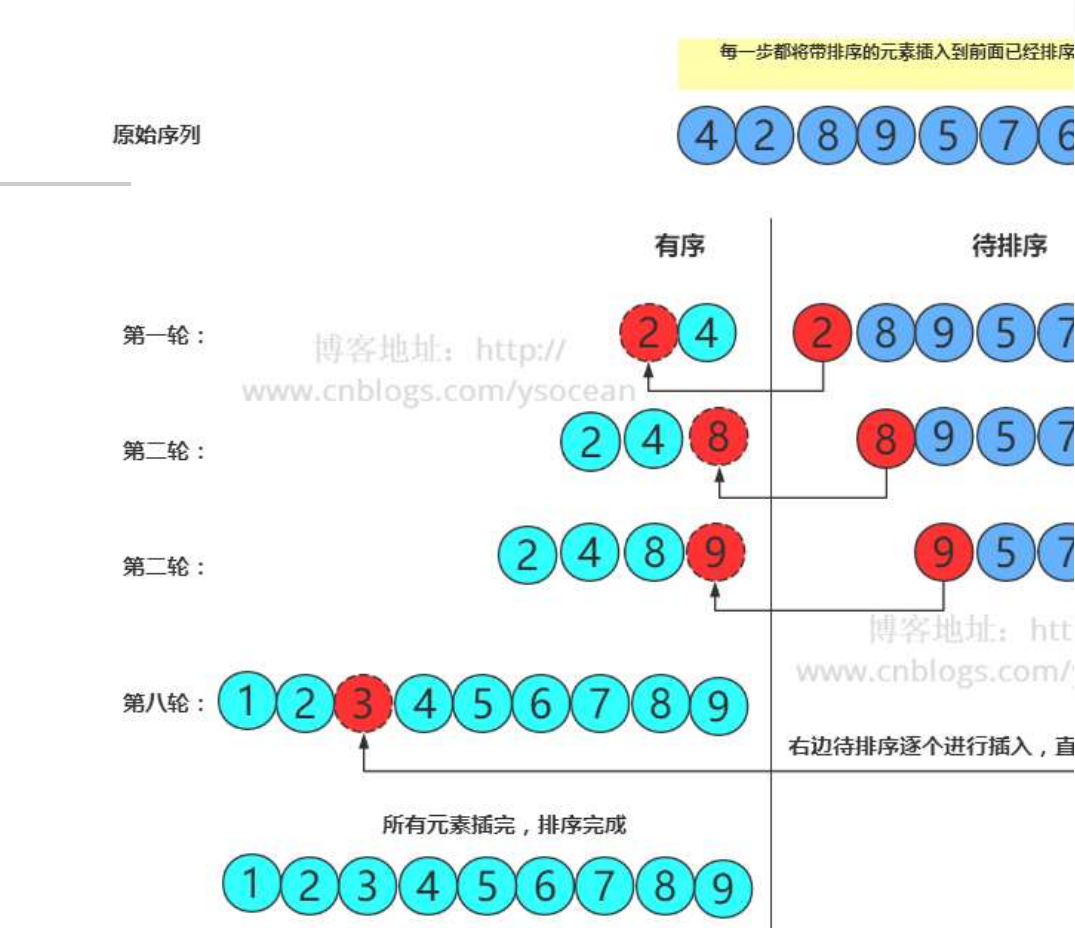 每一步都将带排序的元素插入到前面已经排序
原始序列
4 2 8 9 5 7 6
有序
待排序
第一轮：
2 4
2 8 9 5 7
博客地址：http://
www.cnblogs.com/ysocean
第二轮：
2 4 8
8 9 5 7
第二轮：
2 4 8 9
9 5 7
博客地址：htt
www.cnblogs.com/
第八轮：
1 2 3 4 5 6 7 8 9
右边待排序逐个进行插入，直
所有元素插完，排序完成
1 2 3 4 5 6 7 8 9